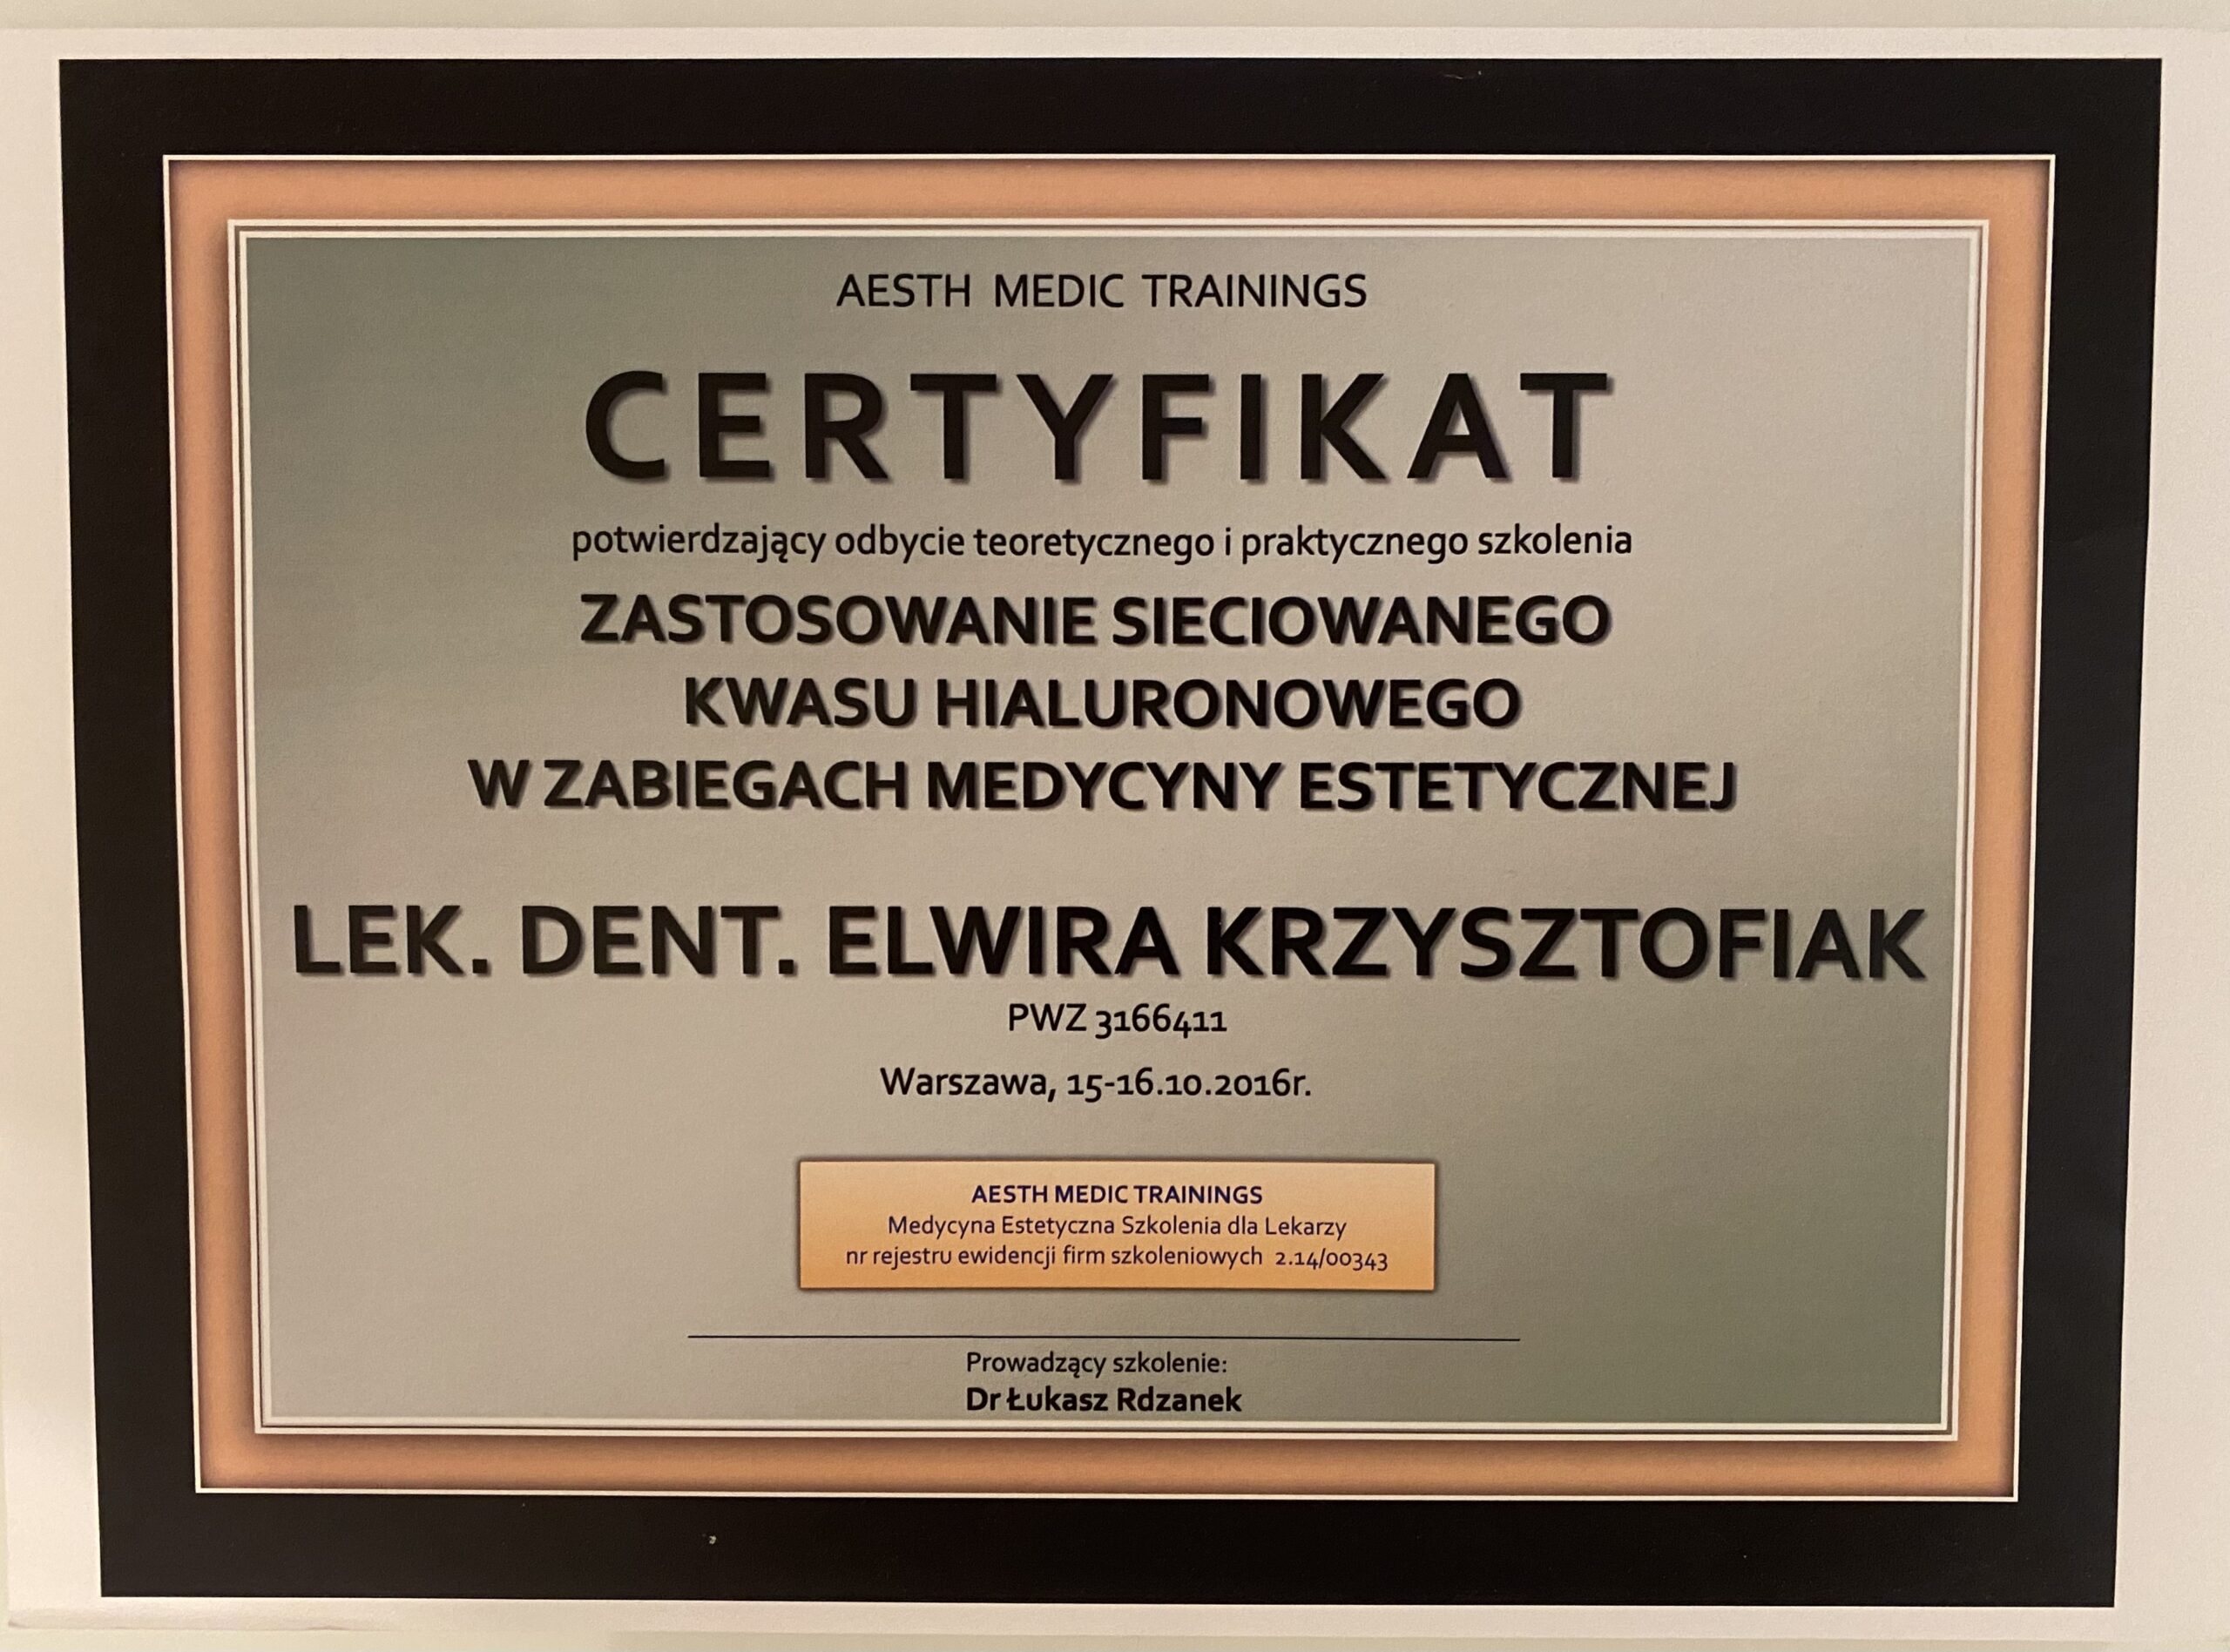 AESTH MEDIC TRAININGS
CERTYFIKAT
potwierdzający odbycie teoretycznego i praktycznego szkolenia
ZASTOSOWANIE SIECIOWANEGO
KWASU HIALURONOWEGO
W ZABIEGACH MEDYCYNY ESTETYCZNEJ
LEK. DENT. ELWIRA KRZYSZTOFIAK
PWZ 3166411
Warszawa, 15-16.10.2016r.
AESTH MEDIC TRAININGS
Medycyna Estetyczna Szkolenia dla Lekarzy
nr rejestru ewidencji firm szkoleniowych 2.14/00343
Prowadzący szkolenie:
Dr Łukasz Rdzanek